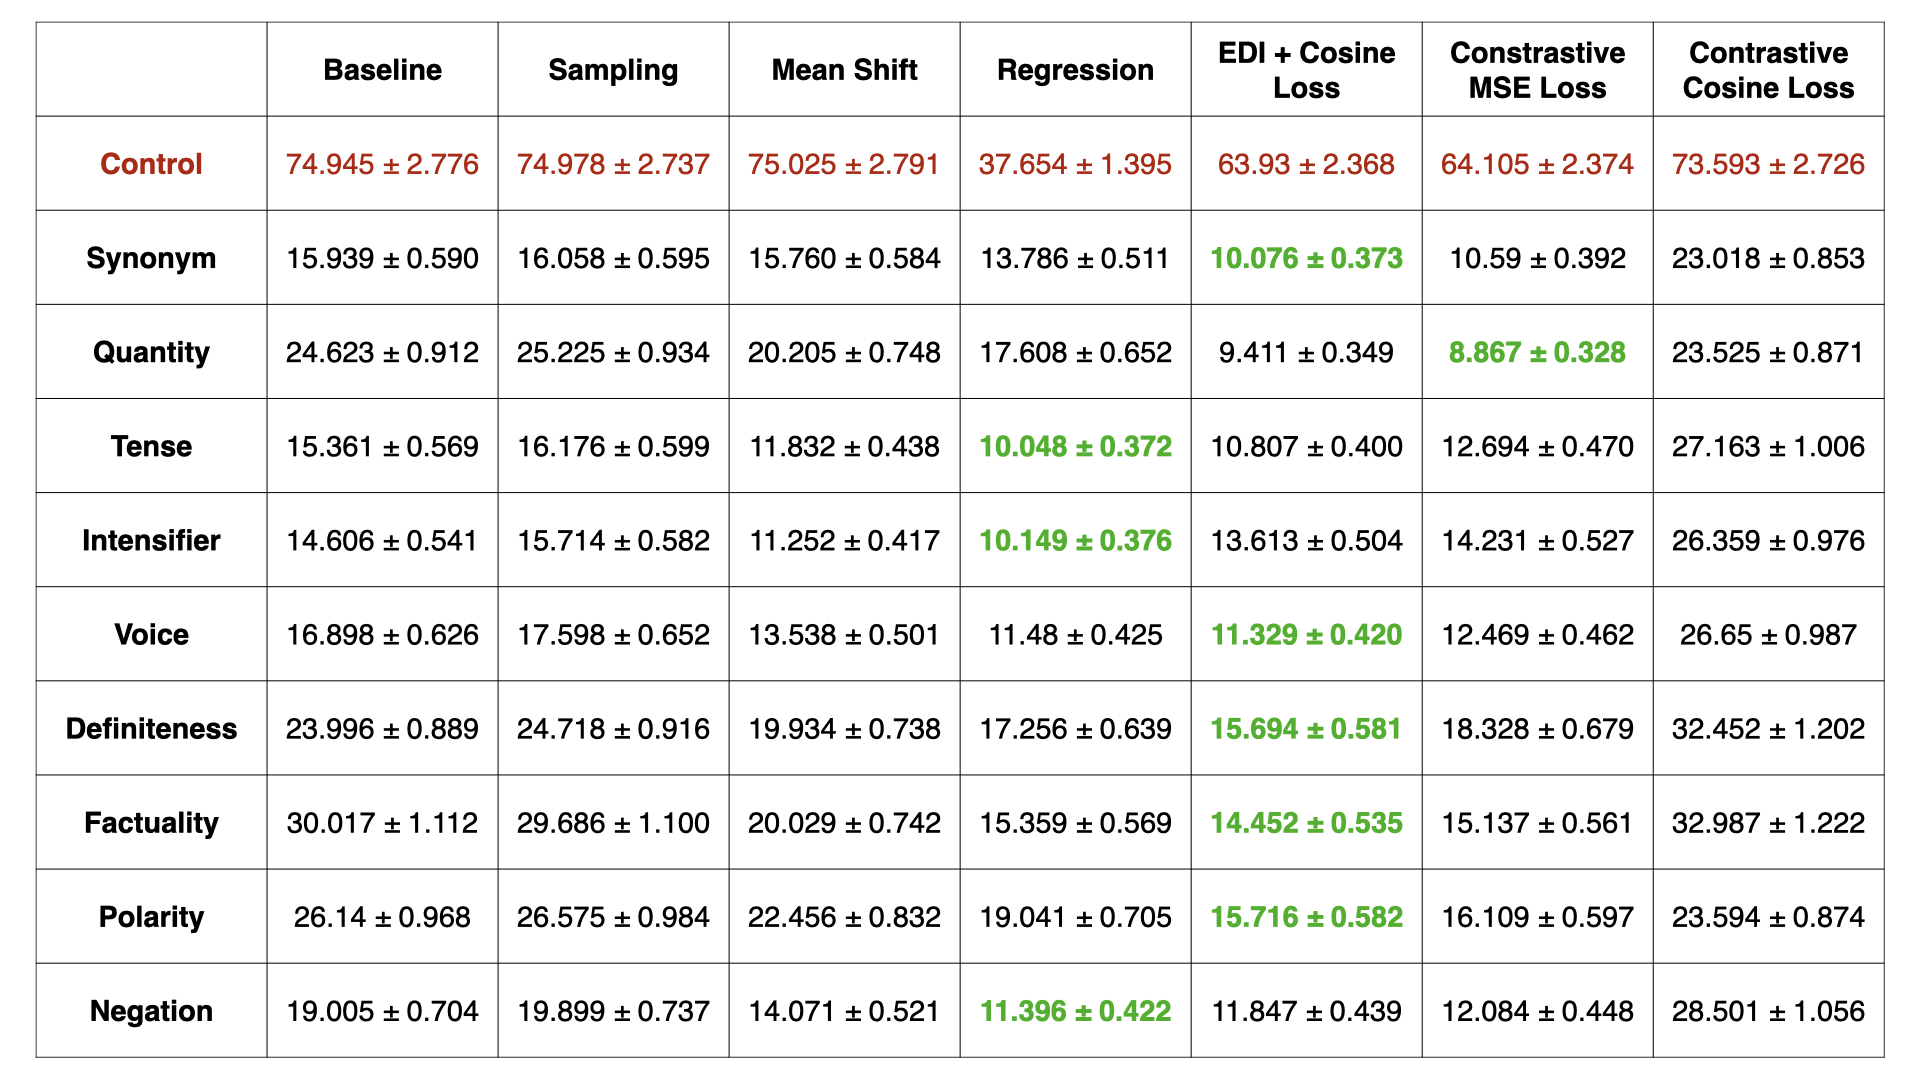 Baseline Sampling Mean Shift Regression EDI + Cosine Loss Constrastive MSE Loss Contrastive Cosine Loss
Control 74.945 ± 2.776 74.978 ± 2.737 75.025 ± 2.791 37.654 ± 1.395 63.93 ± 2.368 64.105 ± 2.374 73.593 ± 2.726
Synonym 15.939 ± 0.590 16.058 ± 0.595 15.760 ± 0.584 13.786 ± 0.511 10.076 ± 0.373 10.59 ± 0.392 23.018 ± 0.853
Quantity 24.623 ± 0.912 25.225 ± 0.934 20.205 ± 0.748 17.608 ± 0.652 9.411 ± 0.349 8.867 ± 0.328 23.525 ± 0.871
Tense 15.361 ± 0.569 16.176 ± 0.599 11.832 ± 0.438 10.048 ± 0.372 10.807 ± 0.400 12.694 ± 0.470 27.163 ± 1.006
Intensifier 14.606 ± 0.541 15.714 ± 0.582 11.252 ± 0.417 10.149 ± 0.376 13.613 ± 0.504 14.231 ± 0.527 26.359 ± 0.976
Voice 16.898 ± 0.626 17.598 ± 0.652 13.538 ± 0.501 11.48 ± 0.425 11.329 ± 0.420 12.469 ± 0.462 26.65 ± 0.987
Definiteness 23.996 ± 0.889 24.718 ± 0.916 19.934 ± 0.738 17.256 ± 0.639 15.694 ± 0.581 18.328 ± 0.679 32.452 ± 1.202
Factuality 30.017 ± 1.112 29.686 ± 1.100 20.029 ± 0.742 15.359 ± 0.569 14.452 ± 0.535 15.137 ± 0.561 32.987 ± 1.222
Polarity 26.14 ± 0.968 26.575 ± 0.984 22.456 ± 0.832 19.041 ± 0.705 15.716 ± 0.582 16.109 ± 0.597 23.594 ± 0.874
Negation 19.005 ± 0.704 19.899 ± 0.737 14.071 ± 0.521 11.396 ± 0.422 11.847 ± 0.439 12.084 ± 0.448 28.501 ± 1.056